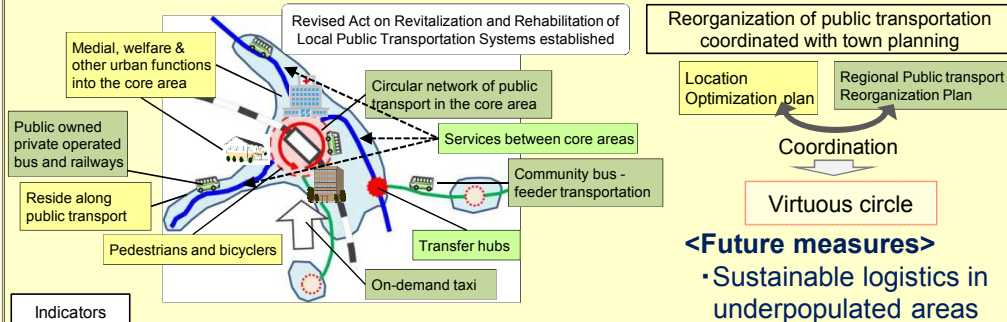 Revised Act on Revitalization and Rehabilitation of
Local Public Transportation Systems established
Medial, welfare &
other urban functions
into the core area
Circular network of public
transport in the core area
Public owned
private operated
bus and railways
Services between core areas
Reside along
public transport
Community bus -
feeder transportation
Pedestrians and bicyclers
Transfer hubs
On-demand taxi
Indicators
Reorganization of public transportation
coordinated with town planning
Location
Optimization plan
Regional Public transport
Reorganization Plan
Coordination
Virtuous circle
<Future measures>
・Sustainable logistics in
underpopulated areas